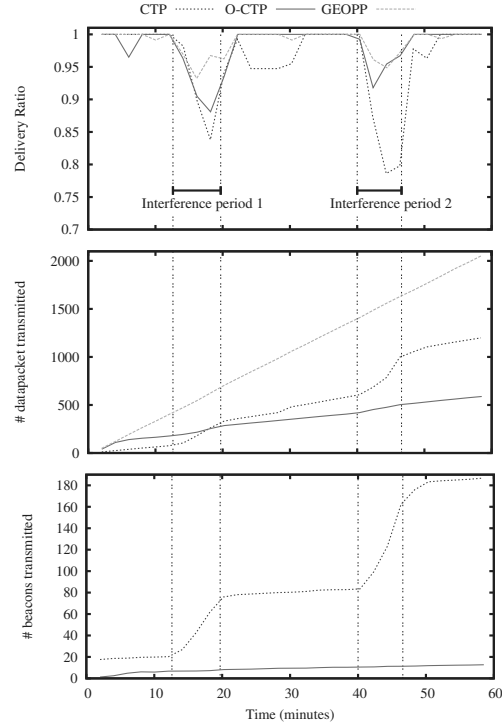 CTP O-CTP GEOPP
1
0.95
0.9
0.85
0.8
0.75
0.7
Delivery Ratio
Interference period 1
Interference period 2
2000
1500
1000
500
0
# datapacket transmitted
180
160
140
120
100
80
60
40
20
0
# beacons transmitted
0 10 20 30 40 50 60
Time (minutes)